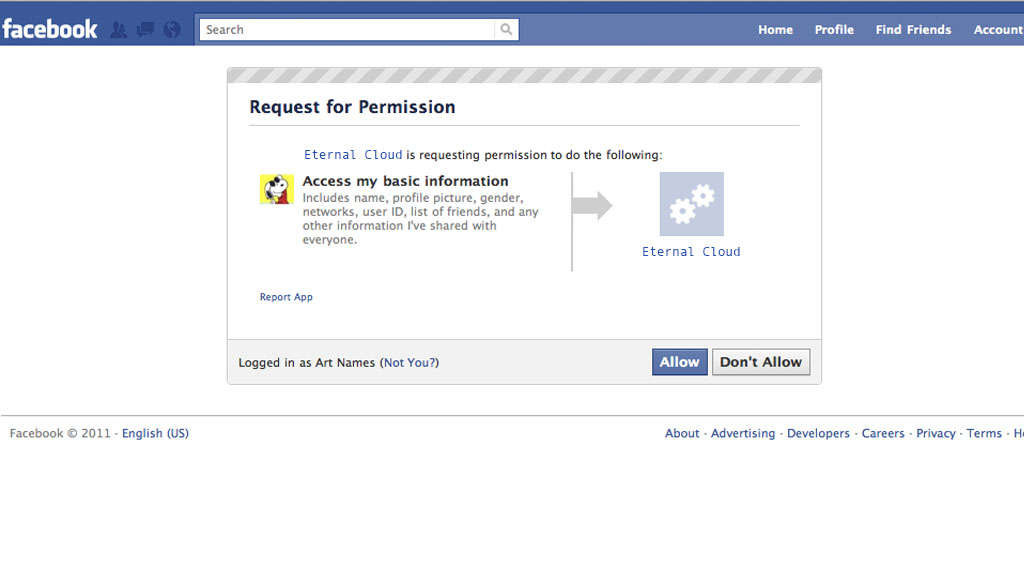 facebook Search Home Profile Find Friends Account
Request for Permission
Eternal Cloud is requesting permission to do the following:
Access my basic information
Includes name, profile picture, gender,
networks, user ID, list of friends, and any
other information I've shared with
everyone.
Eternal Cloud
Report App
Logged in as Art Names (Not You?) Allow Don't Allow
Facebook © 2011 · English (US) About · Advertising · Developers · Careers · Privacy · Terms ·